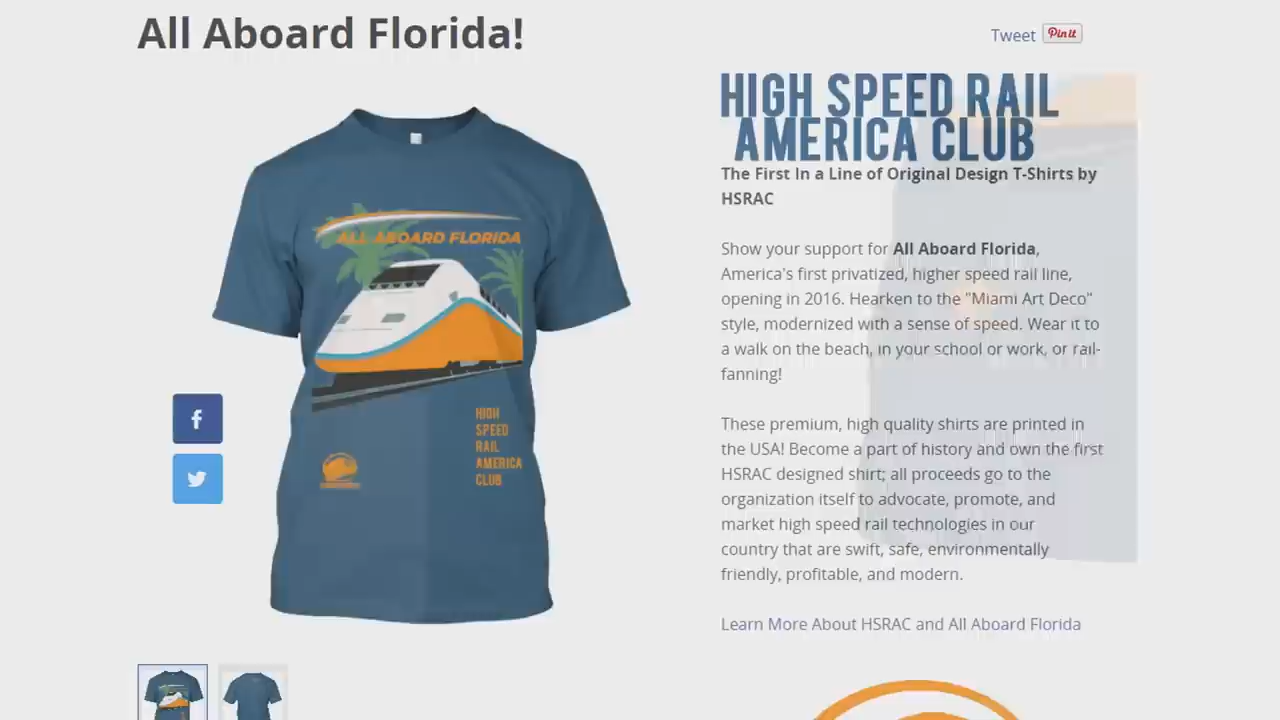 All Aboard Florida!
Tweet
Pin it
HIGH SPEED RAIL
AMERICA CLUB
The First In a Line of Original Design T-Shirts by
HSRAC
Show your support for All Aboard Florida,
America's first privatized, higher speed rail line,
opening in 2016. Hearken to the "Miami Art Deco"
style, modernized with a sense of speed. Wear it to
a walk on the beach, in your school or work, or rail-
fanning!
These premium, high quality shirts are printed in
the USA! Become a part of history and own the first
HSRAC designed shirt; all proceeds go to the
organization itself to advocate, promote, and
market high speed rail technologies in our
country that are swift, safe, environmentally
friendly, profitable, and modern.
Learn More About HSRAC and All Aboard Florida
ALL ABOARD FLORIDA
HIGH
SPEED
RAIL
AMERICA
CLUB
f